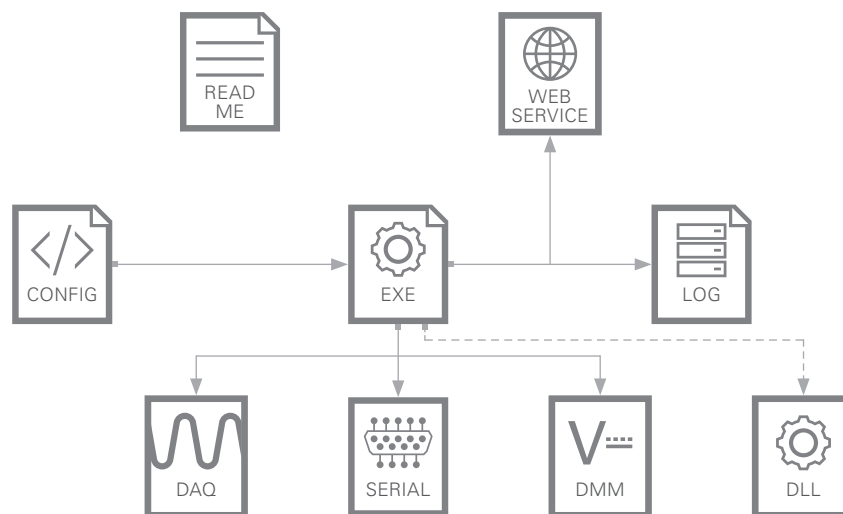 READ
ME
WEB
SERVICE
CONFIG
EXE
LOG
DAQ
SERIAL
DMM
DLL